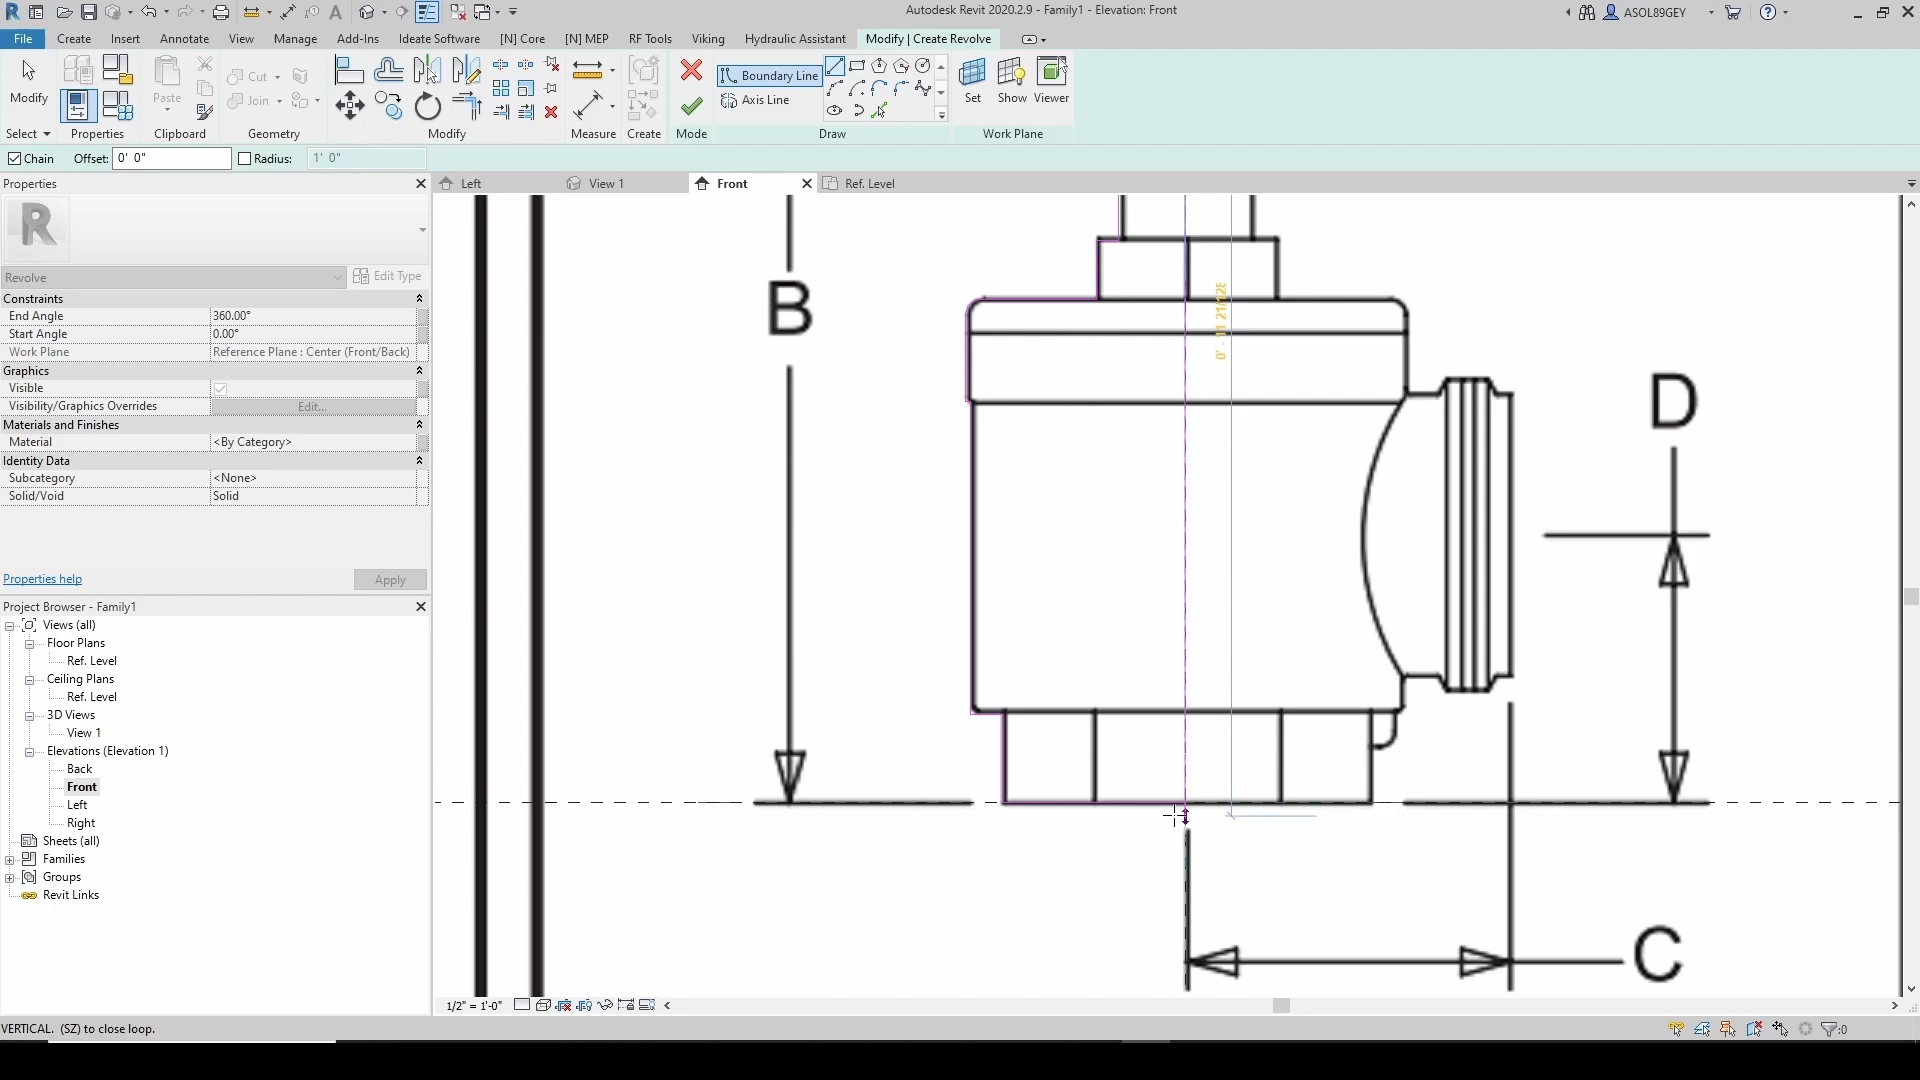 Autodesk Revit 2020.2.9 - Family1 - Elevation: Front
ASOL89GEY
File Create Insert Annotate View Manage Add-Ins Ideate Software [N] Core [N] MEP RF Tools Viking Hydraulic Assistant Modify | Create Revolve
Modify
Paste
Cut
Join
Boundary Line
Axis Line
Set Show Viewer
Select Properties Clipboard Geometry Modify Measure Create Mode Draw Work Plane
Chain Offset: 0' 0" Radius: 1' 0"
Properties
Left View 1 Front Ref. Level
R
Revolve Edit Type
Constraints
End Angle 360.00°
Start Angle 0.00°
Work Plane Reference Plane : Center (Front/Back)
Graphics
Visible
Visibility/Graphics Overrides Edit...
Materials and Finishes
Material <By Category>
Identity Data
Subcategory <None>
Solid/Void Solid
Properties help Apply
Project Browser - Family1
Views (all)
Floor Plans
Ref. Level
Ceiling Plans
Ref. Level
3D Views
View 1
Elevations (Elevation 1)
Back
Front
Left
Right
Sheets (all)
Families
Groups
Revit Links
B
D
C
1/2" = 1'-0"
VERTICAL. (SZ) to close loop.
:0